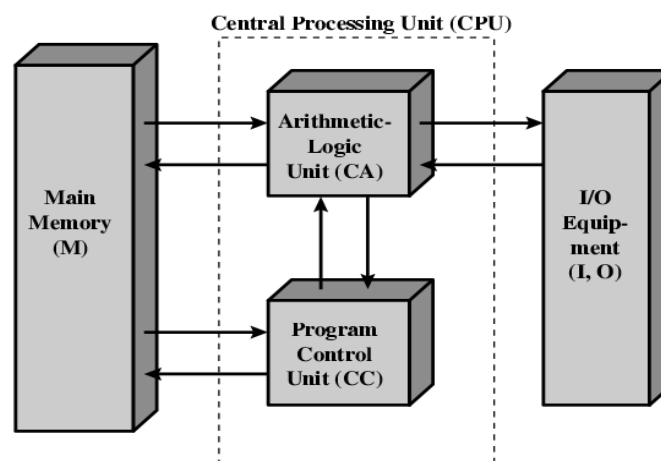 Central Processing Unit (CPU)
Main
Memory
(M)
Arithmetic-
Logic
Unit (CA)
Program
Control
Unit (CC)
I/O
Equip-
ment
(I, O)